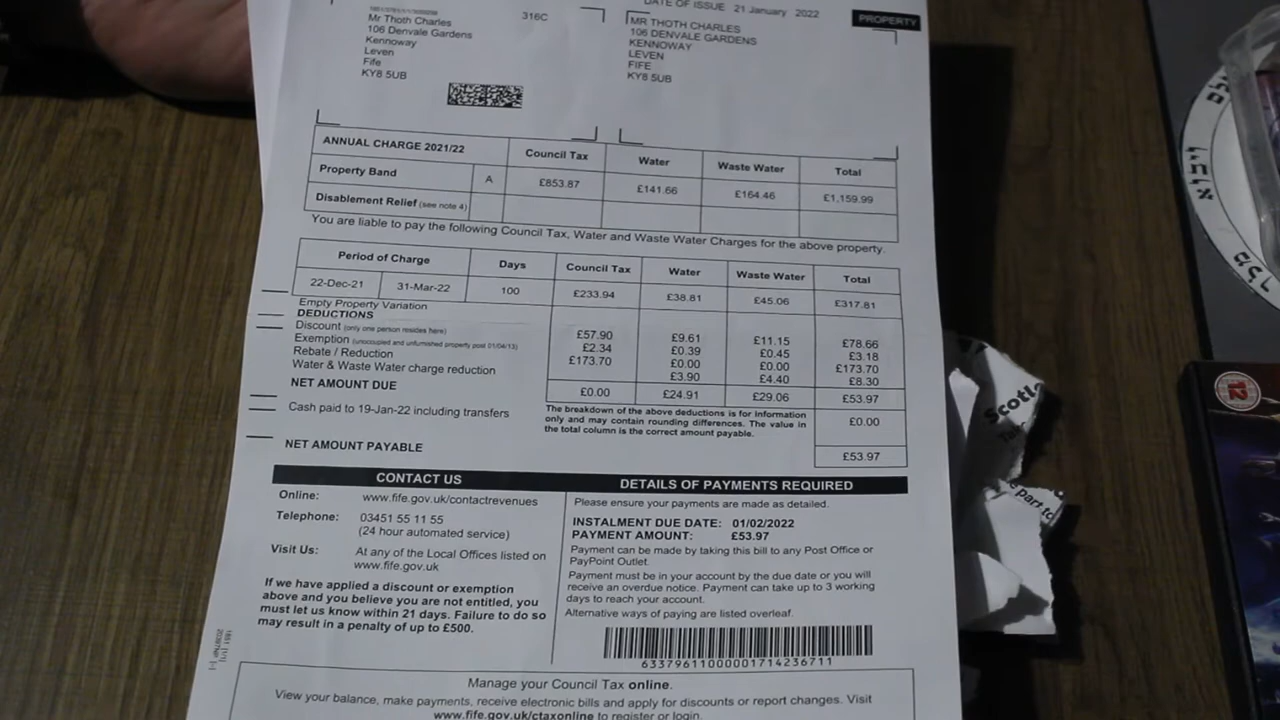 DATE OF ISSUE 21 January 2022
PROPERTY
Mr Thoth Charles
106 Denvale Gardens
Kennoway
Leven
Fife
KY8 5UB
316C
MR THOTH CHARLES
106 DENVALE GARDENS
KENNOWAY
LEVEN
FIFE
KY8 5UB
ANNUAL CHARGE 2021/22 Council Tax Water Waste Water Total
Property Band A £853.87 £141.66 £164.46 £1,159.99
Disablement Relief (see note 4)
You are liable to pay the following Council Tax, Water and Waste Water Charges for the above property.
Period of Charge Days Council Tax Water Waste Water Total
22-Dec-21 31-Mar-22 100 £233.94 £38.81 £45.06 £317.81
Empty Property Variation
DEDUCTIONS
Discount (only one person resides here) £57.90 £9.61 £11.15 £78.66
Exemption (unoccupied and unfurnished property post 01/04/13) £2.34 £0.39 £0.45 £3.18
Rebate / Reduction £173.70 £0.00 £0.00 £173.70
Water & Waste Water charge reduction £3.90 £4.40 £8.30
NET AMOUNT DUE £0.00 £24.91 £29.06 £53.97
Cash paid to 19-Jan-22 including transfers £0.00
The breakdown of the above deductions is for information
only and may contain rounding differences. The value in
the total column is the correct amount payable.
NET AMOUNT PAYABLE £53.97
CONTACT US
Online: www.fife.gov.uk/contactrevenues
Telephone: 03451 55 11 55
(24 hour automated service)
Visit Us: At any of the Local Offices listed on
www.fife.gov.uk
If we have applied a discount or exemption
above and you believe you are not entitled, you
must let us know within 21 days. Failure to do so
may result in a penalty of up to £500.
DETAILS OF PAYMENTS REQUIRED
Please ensure your payments are made as detailed.
INSTALMENT DUE DATE: 01/02/2022
PAYMENT AMOUNT: £53.97
Payment can be made by taking this bill to any Post Office or
PayPoint Outlet.
Payment must be in your account by the due date or you will
receive an overdue notice. Payment can take up to 3 working
days to reach your account.
Alternative ways of paying are listed overleaf.
63379611000001714236711
Manage your Council Tax online.
View your balance, make payments, receive electronic bills and apply for discounts or report changes. Visit
www.fife.gov.uk/ctaxonline to register or login.
12